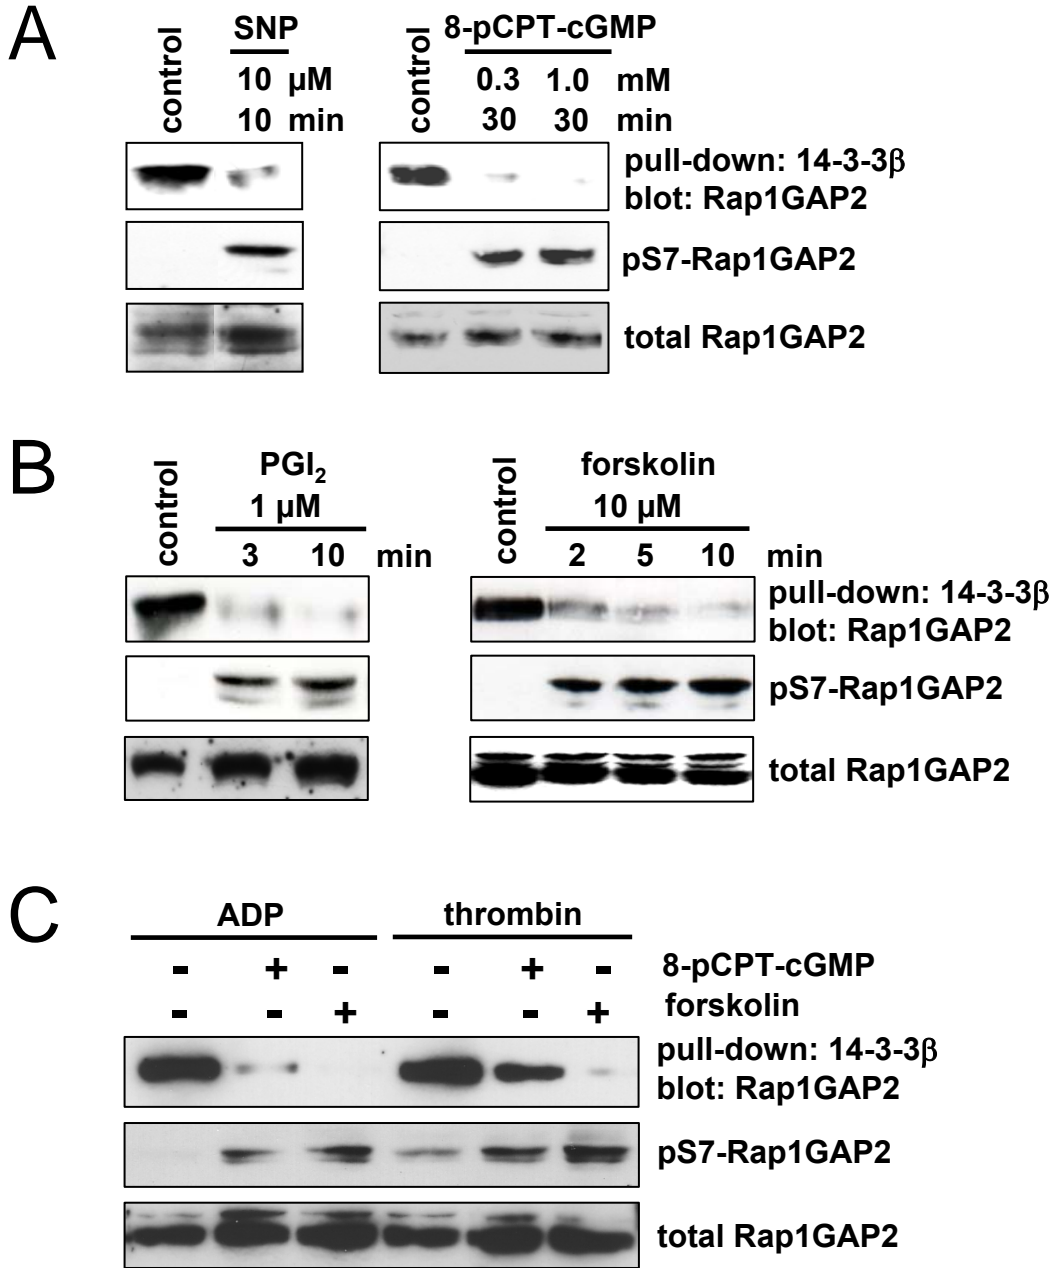 A
control
SNP
10 µM
10 min
control
8-pCPT-cGMP
0.3 1.0 mM
30 30 min
pull-down: 14-3-3β
blot: Rap1GAP2
pS7-Rap1GAP2
total Rap1GAP2
B
control
PGI₂
1 µM
3 10 min
control
forskolin
10 µM
2 5 10 min
pull-down: 14-3-3β
blot: Rap1GAP2
pS7-Rap1GAP2
total Rap1GAP2
C
ADP thrombin
- + - - + - 8-pCPT-cGMP
- - + - - + forskolin
pull-down: 14-3-3β
blot: Rap1GAP2
pS7-Rap1GAP2
total Rap1GAP2